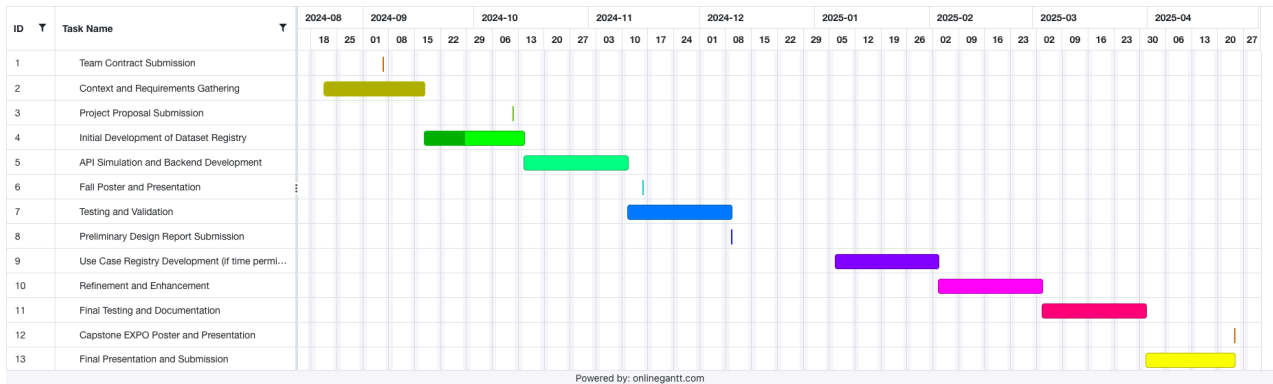 ID Task Name 2024-08 2024-09 2024-10 2024-11 2024-12 2025-01 2025-02 2025-03 2025-04
18 25 01 08 15 22 29 06 13 20 27 03 10 17 24 01 08 15 22 29 05 12 19 26 02 09 16 23 02 09 16 23 30 06 13 20 27
1 Team Contract Submission
2 Context and Requirements Gathering
3 Project Proposal Submission
4 Initial Development of Dataset Registry
5 API Simulation and Backend Development
6 Fall Poster and Presentation
7 Testing and Validation
8 Preliminary Design Report Submission
9 Use Case Registry Development (if time permi...
10 Refinement and Enhancement
11 Final Testing and Documentation
12 Capstone EXPO Poster and Presentation
13 Final Presentation and Submission
Powered by: onlinegantt.com